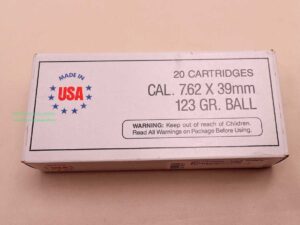 MADE IN
USA
20 CARTRIDGES
CAL. 7.62 X 39mm
123 GR. BALL
WARNING: Keep out of reach of Children.
Read All Warnings on Package Before Using.